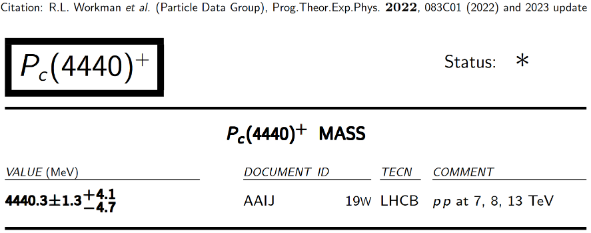 Citation: R.L. Workman et al. (Particle Data Group), Prog.Theor.Exp.Phys. 2022, 083C01 (2022) and 2023 update
P_c(4440)^+ Status: *
P_c(4440)^+ MASS
VALUE (MeV) DOCUMENT ID TECN COMMENT
4440.3±1.3^{+4.1}_{−4.7} AAIJ 19W LHCB pp at 7, 8, 13 TeV